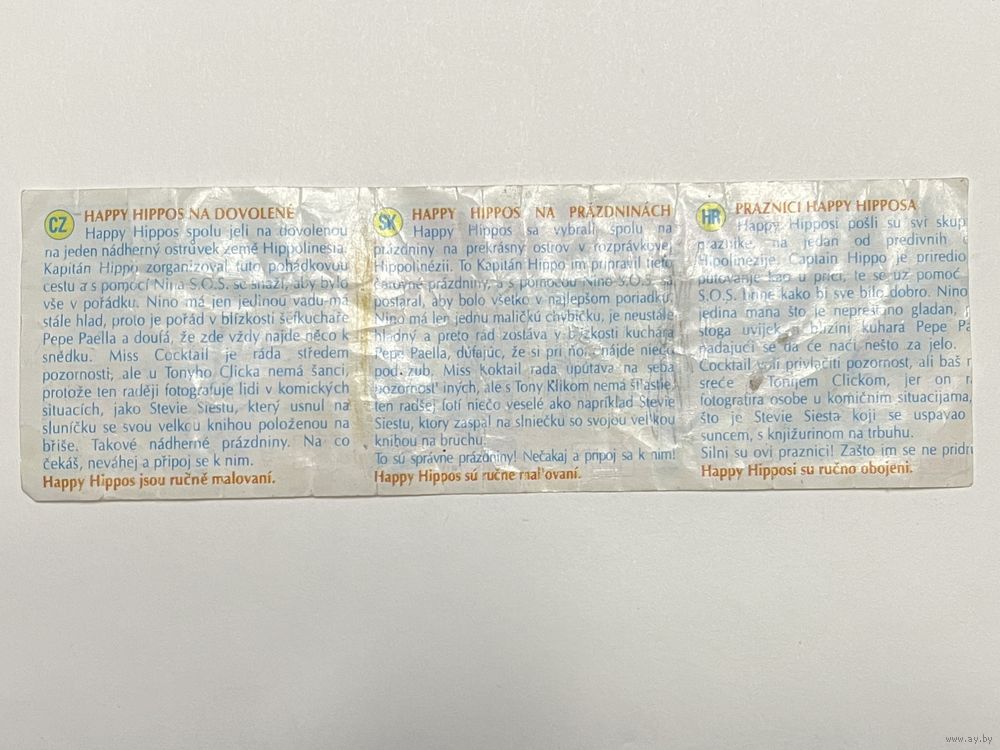 CZ
HAPPY HIPPOS NA DOVOLENÉ
Happy Hippos spolu jeli na dovolenou
na jeden nádherný ostrůvek země Hippolinesia.
Kapitán Hippo zorganizoval tuto pohádkovou
cestu a s pomocí Nina S.O.S. se snaží, aby bylo
vše v pořádku. Nino má jen jedinou vadu-má
stále hlad, proto je pořád v blízkosti šéfkuchaře
Pepe Paella a doufá, že zde vždy najde něco k
snědku. Miss Cocktail je ráda středem
pozornosti, ale u Tonyho Clicka nemá šanci,
protože ten raději fotografuje lidi v komických
situacích, jako Stevie Siestu, který usnul na
sluníčku se svou velkou knihou položenou na
břiše. Takové nádherné prázdniny. Na co
čekáš, neváhej a připoj se k nim.
Happy Hippos jsou ručně malovaní.
SK
HAPPY HIPPOS NA PRÁZDNINÁCH
Happy Hippos sa vybrali spolu na
prázdniny na prekrásny ostrov v rozprávkovej
Hippolinézii. To Kapitán Hippo im pripravil tieto
čarovné prázdniny, a s pomocou Nino S.O.S. sa
postaral, aby bolo všetko v najlepšom poriadku.
Nino má len jednu maličkú chybičku, je neustále
hladný a preto rád zostáva v blízkosti kuchára
Pepe Paella, dúfajúc, že si pri ňom nájde niečo
pod zub. Miss Koktail rada upútava na seba
pozornosť iných, ale s Tony Klikom nemá šťastie,
ten radšej fotí niečo veselé ako napríklad Stevie
Siestu, ktorý zaspal na slniečku so svojou veľkou
knihou na bruchu.
To sú správne prázdniny! Nečakaj a pripoj sa k nim!
Happy Hippos sú ručne maľovaní.
HR
PRAZNICI HAPPY HIPPOSA
Happy Hipposi pošli su svi skup
praznike, na jedan od predivnih
Hipolinezije. Captain Hippo je priredio
putovanje kao u priči, te se uz pomoć
S.O.S. brine kako bi sve bilo dobro. Nino
jedina mana što je neprestano gladan,
stoga uvijek u blizini kuhara Pepe Pa
nadajući se da će naći nešto za jelo.
Cocktail voli privlačiti pozornost, ali baš
sreće s Tonijem Clickom, jer on
fotografira osobe u komičnim situacijama,
što je Stevie Siesta koji se uspavao
suncem, s knjižurinom na trbuhu.
Silni su ovi praznici! Zašto im se ne pridru
Happy Hipposi su ručno obojeni.
www.ay.by